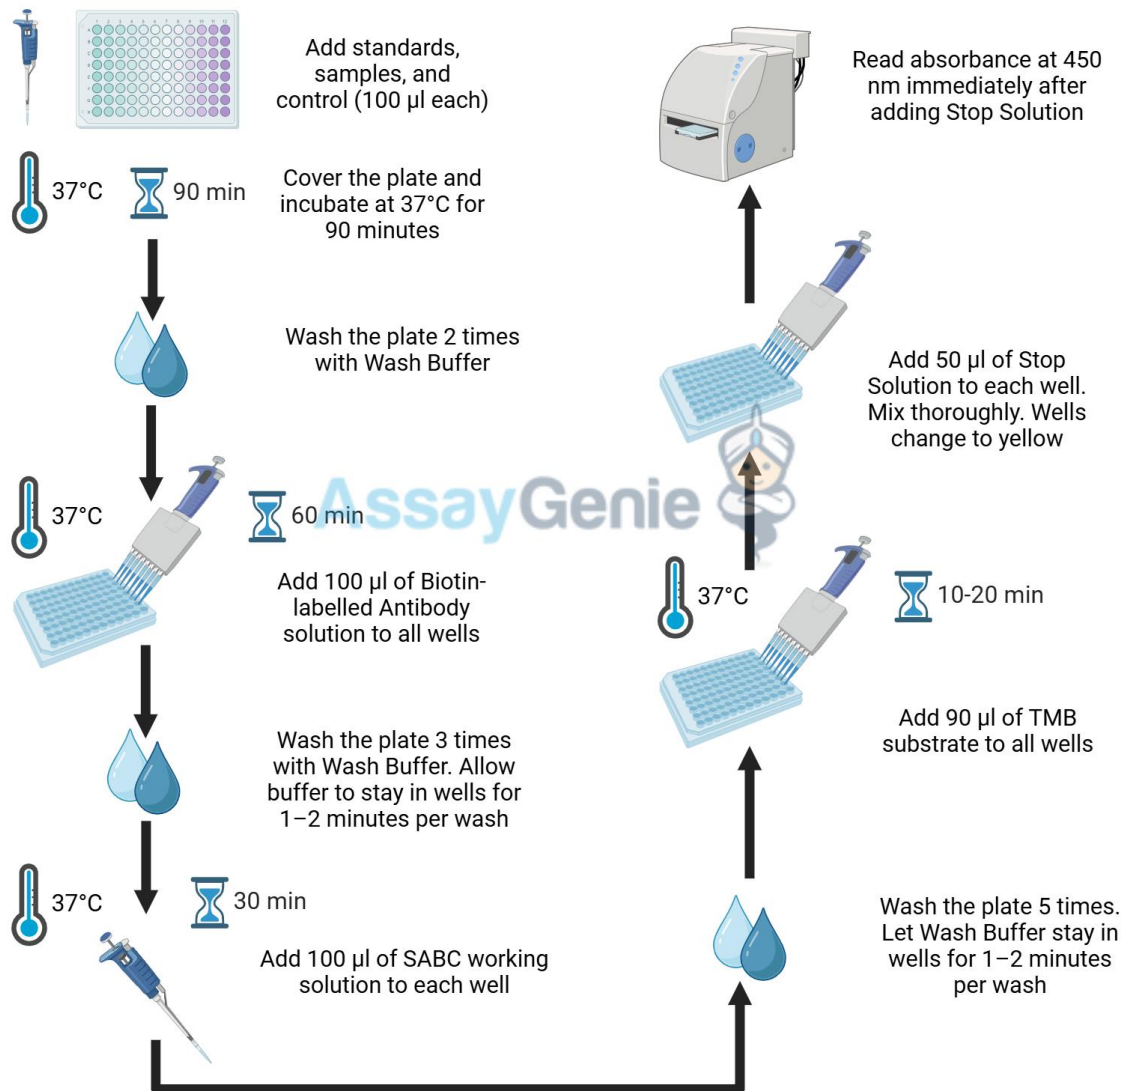 Add standards,
samples, and
control (100 µl each)
37°C
90 min
Cover the plate and
incubate at 37°C for
90 minutes
Wash the plate 2 times
with Wash Buffer
37°C
60 min
Add 100 µl of Biotin-
labelled Antibody
solution to all wells
Wash the plate 3 times
with Wash Buffer. Allow
buffer to stay in wells for
1–2 minutes per wash
37°C
30 min
Add 100 µl of SABC working
solution to each well
Wash the plate 5 times.
Let Wash Buffer stay in
wells for 1–2 minutes
per wash
37°C
10-20 min
Add 90 µl of TMB
substrate to all wells
Add 50 µl of Stop
Solution to each well.
Mix thoroughly. Wells
change to yellow
Read absorbance at 450
nm immediately after
adding Stop Solution
AssayGenie